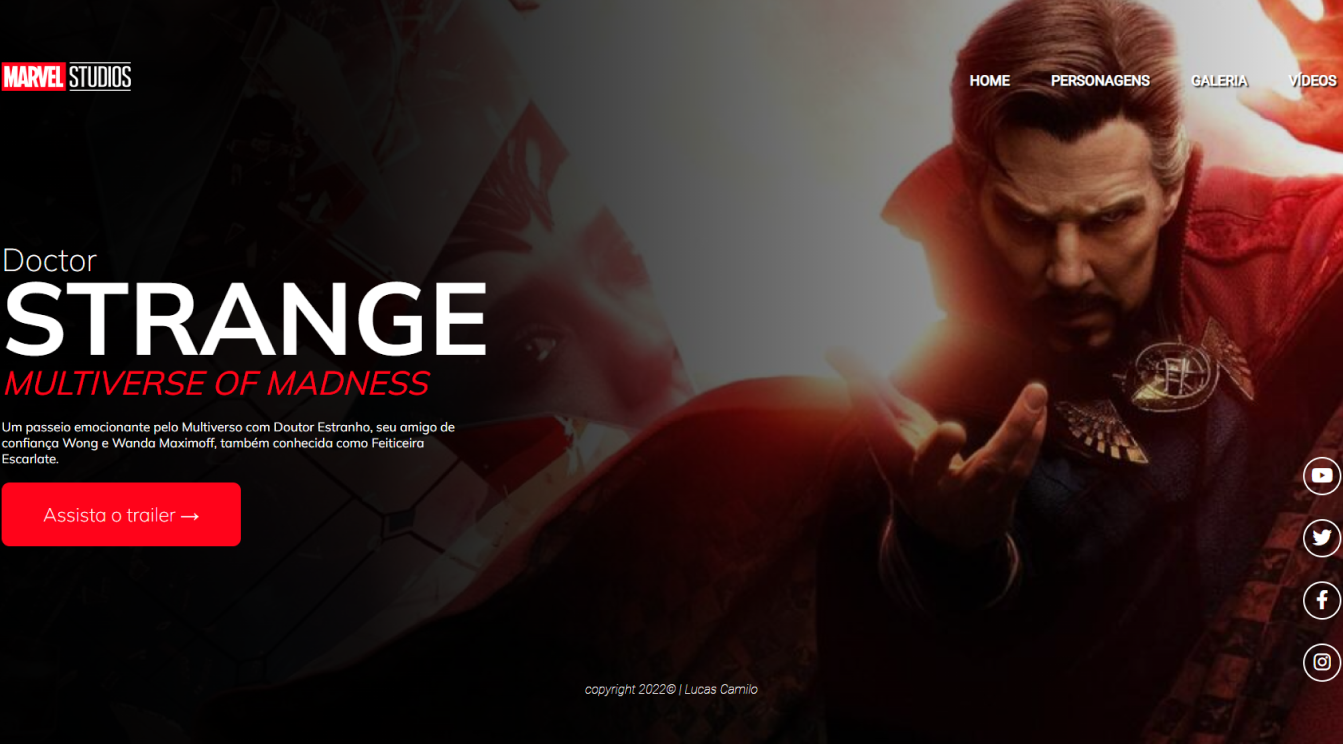 MARVEL STUDIOS
HOME PERSONAGENS GALERIA VÍDEOS
Doctor
STRANGE
MULTIVERSE OF MADNESS
Um passeio emocionante pelo Multiverso com Doutor Estranho, seu amigo de
confiança Wong e Wanda Maximoff, também conhecida como Feiticeira
Escarlate.
Assista o trailer →
copyright 2022© | Lucas Camilo